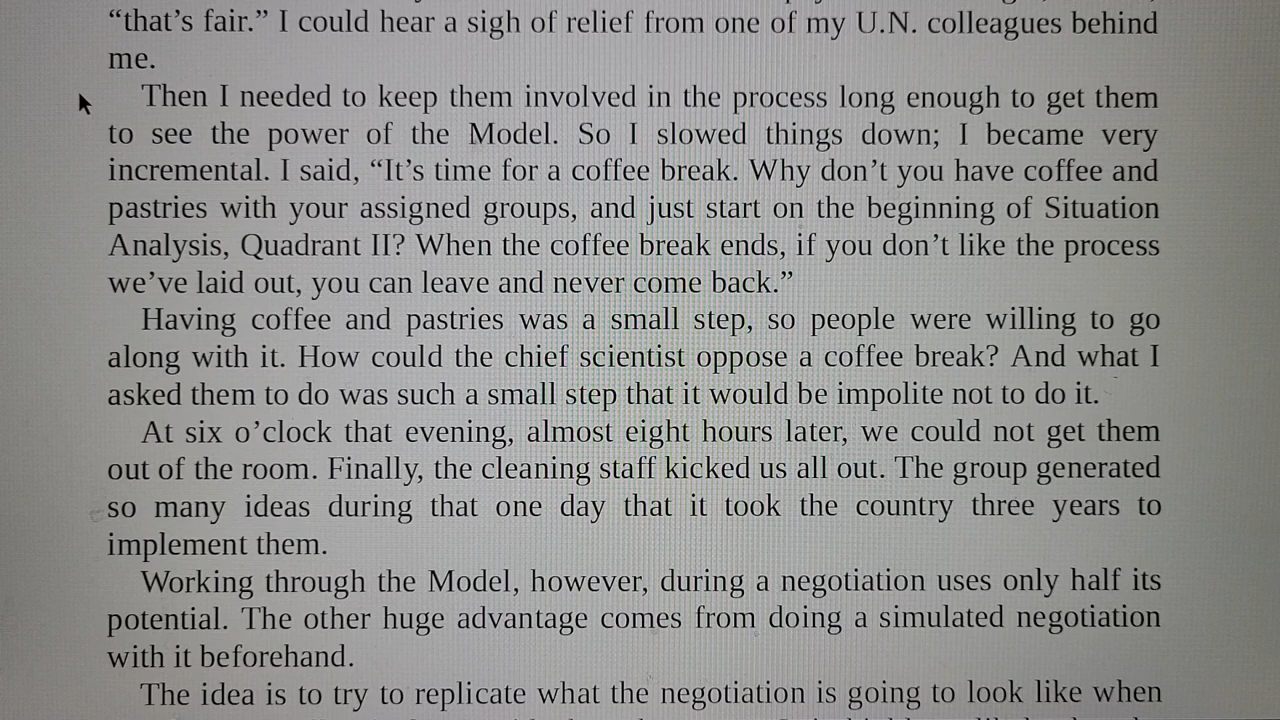 “that’s fair.” I could hear a sigh of relief from one of my U.N. colleagues behind
me.
Then I needed to keep them involved in the process long enough to get them
to see the power of the Model. So I slowed things down; I became very
incremental. I said, “It’s time for a coffee break. Why don’t you have coffee and
pastries with your assigned groups, and just start on the beginning of Situation
Analysis, Quadrant II? When the coffee break ends, if you don’t like the process
we’ve laid out, you can leave and never come back.”
Having coffee and pastries was a small step, so people were willing to go
along with it. How could the chief scientist oppose a coffee break? And what I
asked them to do was such a small step that it would be impolite not to do it.
At six o’clock that evening, almost eight hours later, we could not get them
out of the room. Finally, the cleaning staff kicked us all out. The group generated
so many ideas during that one day that it took the country three years to
implement them.
Working through the Model, however, during a negotiation uses only half its
potential. The other huge advantage comes from doing a simulated negotiation
with it beforehand.
The idea is to try to replicate what the negotiation is going to look like when